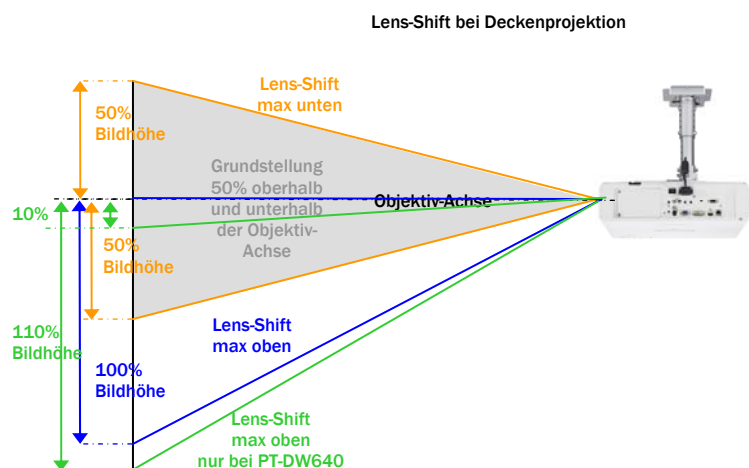 Lens-Shift bei Deckenprojektion
Lens-Shift
max unten
50%
Bildhöhe
Grundstellung
50% oberhalb
und unterhalb
der Objektiv-
Achse
Objektiv-Achse
10%
50%
Bildhöhe
Lens-Shift
max oben
110%
Bildhöhe
100%
Bildhöhe
Lens-Shift
max oben
nur bei PT-DW640